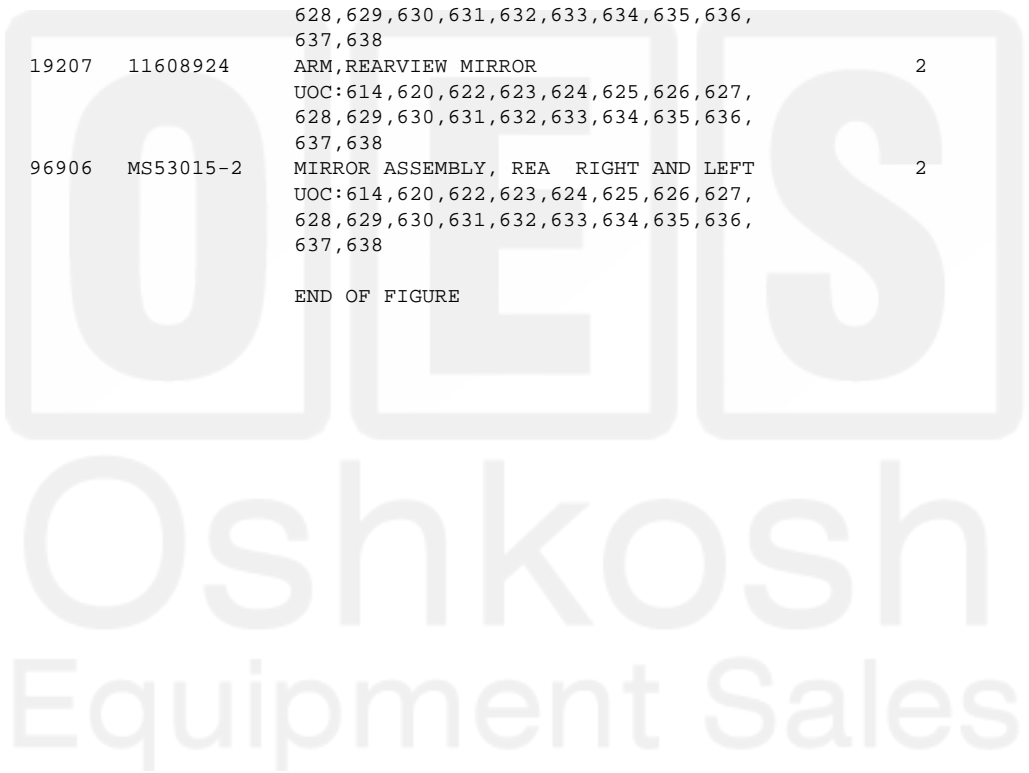 628,629,630,631,632,633,634,635,636,
637,638
19207 11608924 ARM,REARVIEW MIRROR 2
UOC:614,620,622,623,624,625,626,627,
628,629,630,631,632,633,634,635,636,
637,638
96906 MS53015-2 MIRROR ASSEMBLY, REA RIGHT AND LEFT 2
UOC:614,620,622,623,624,625,626,627,
628,629,630,631,632,633,634,635,636,
637,638
END OF FIGURE
OES
Oshkosh
Equipment Sales